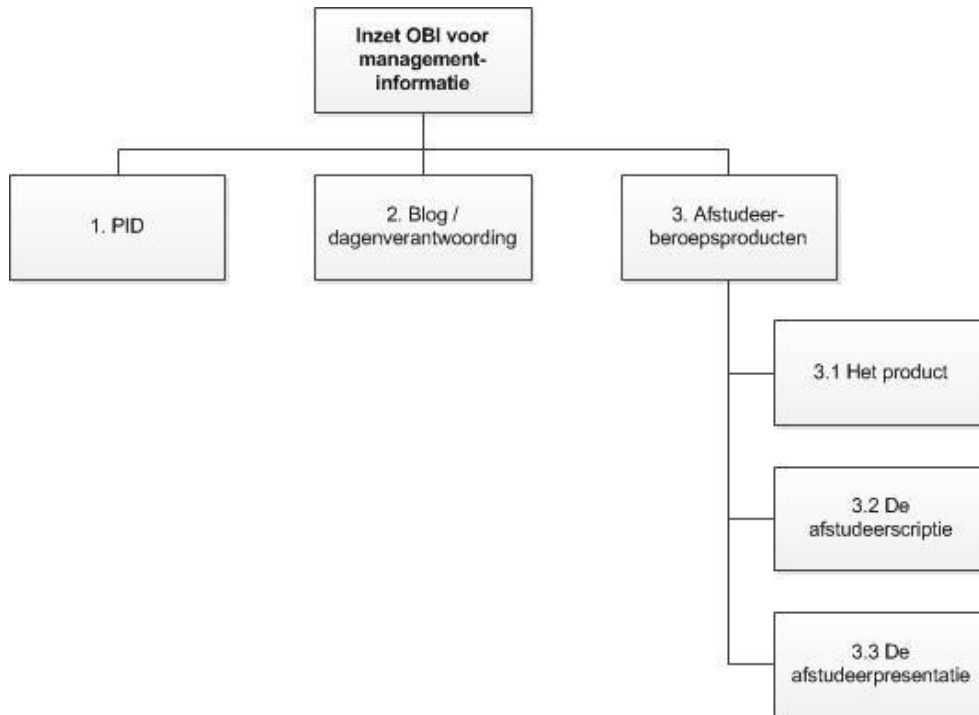 Inzet OBI voor
management-
informatie
1. PID
2. Blog /
dagenverantwoording
3. Afstudeer-
beroepsproducten
3.1 Het product
3.2 De
afstudeerscriptie
3.3 De
afstudeerpresentatie